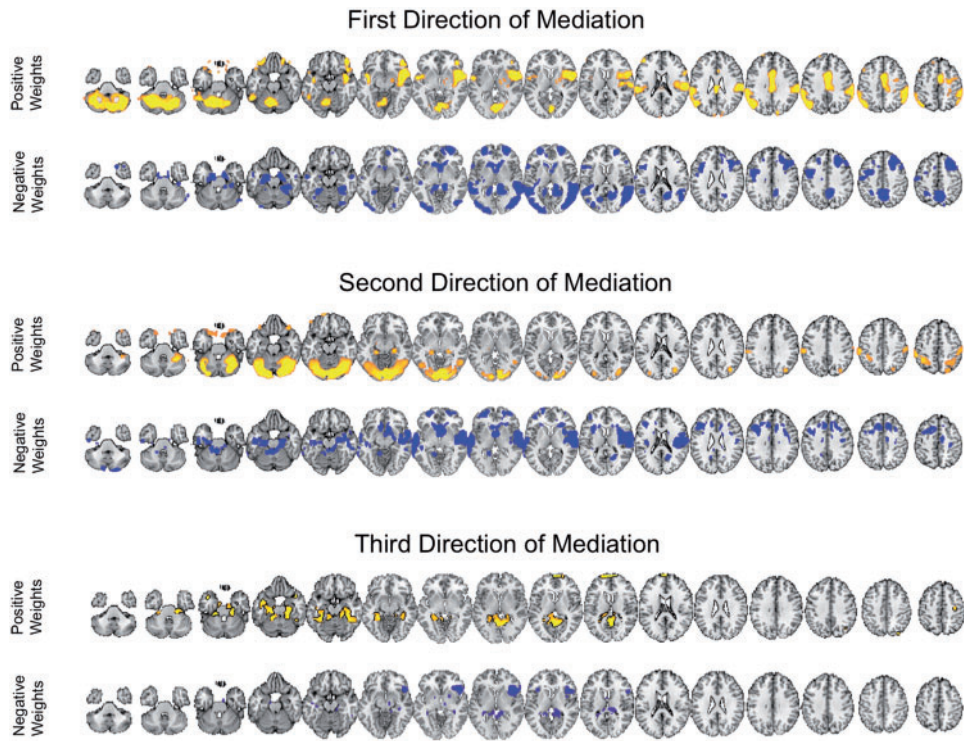 First Direction of Mediation
Positive
Weights
Negative
Weights
Second Direction of Mediation
Positive
Weights
Negative
Weights
Third Direction of Mediation
Positive
Weights
Negative
Weights